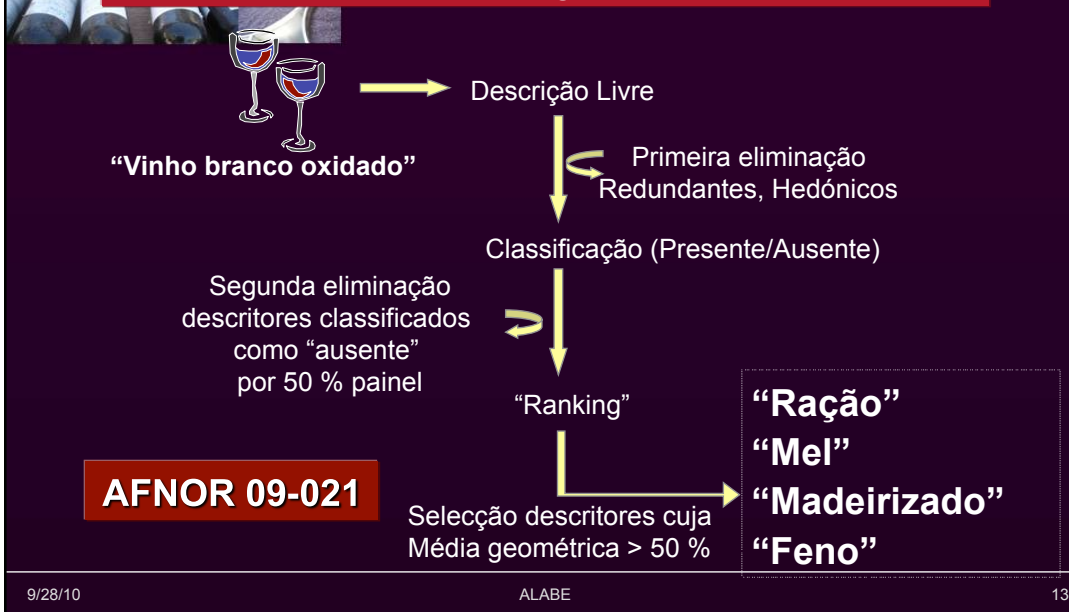 Descrição Livre
“Vinho branco oxidado”
Primeira eliminação
Redundantes, Hedónicos
Classificação (Presente/Ausente)
Segunda eliminação
descritores classificados
como “ausente”
por 50 % painel
“Ranking”
“Ração”
“Mel”
“Madeirizado”
“Feno”
AFNOR 09-021
Selecção descritores cuja
Média geométrica > 50 %
9/28/10
ALABE
13